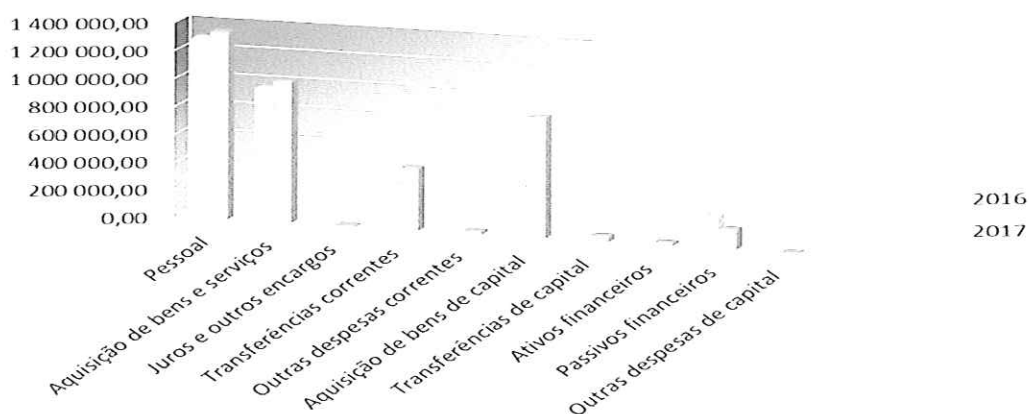 1 400 000,00
1 200 000,00
1 000 000,00
800 000,00
600 000,00
400 000,00
200 000,00
0,00
Pessoal
Aquisição de bens e serviços
Juros e outros encargos
Transferências correntes
Outras despesas correntes
Aquisição de bens de capital
Transferências de capital
Ativos financeiros
Passivos financeiros
Outras despesas de capital
2016
2017